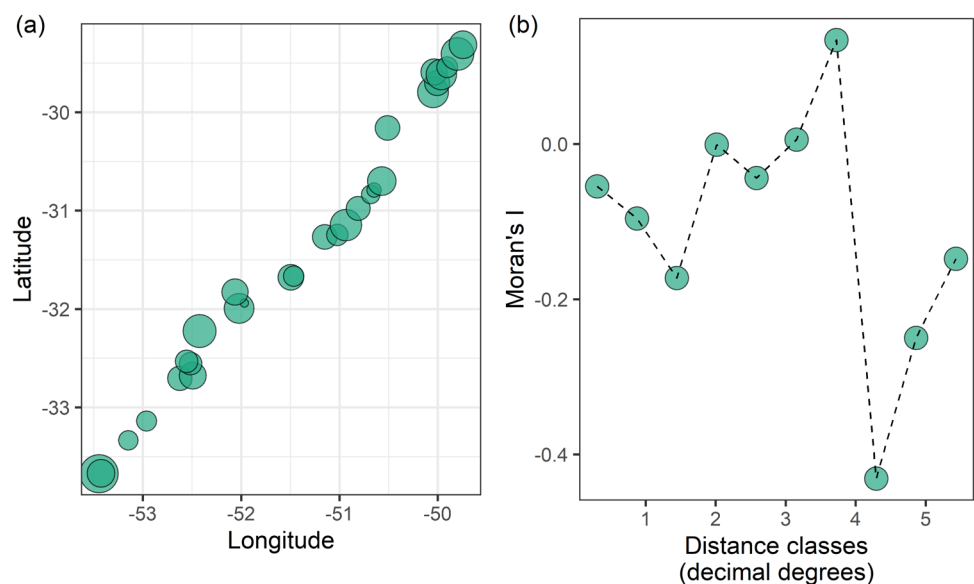 (a)
Latitude
-30
-31
-32
-33
-53
-52
-51
-50
Longitude
(b)
Moran's I
0.0
-0.2
-0.4
1
2
3
4
5
Distance classes
(decimal degrees)